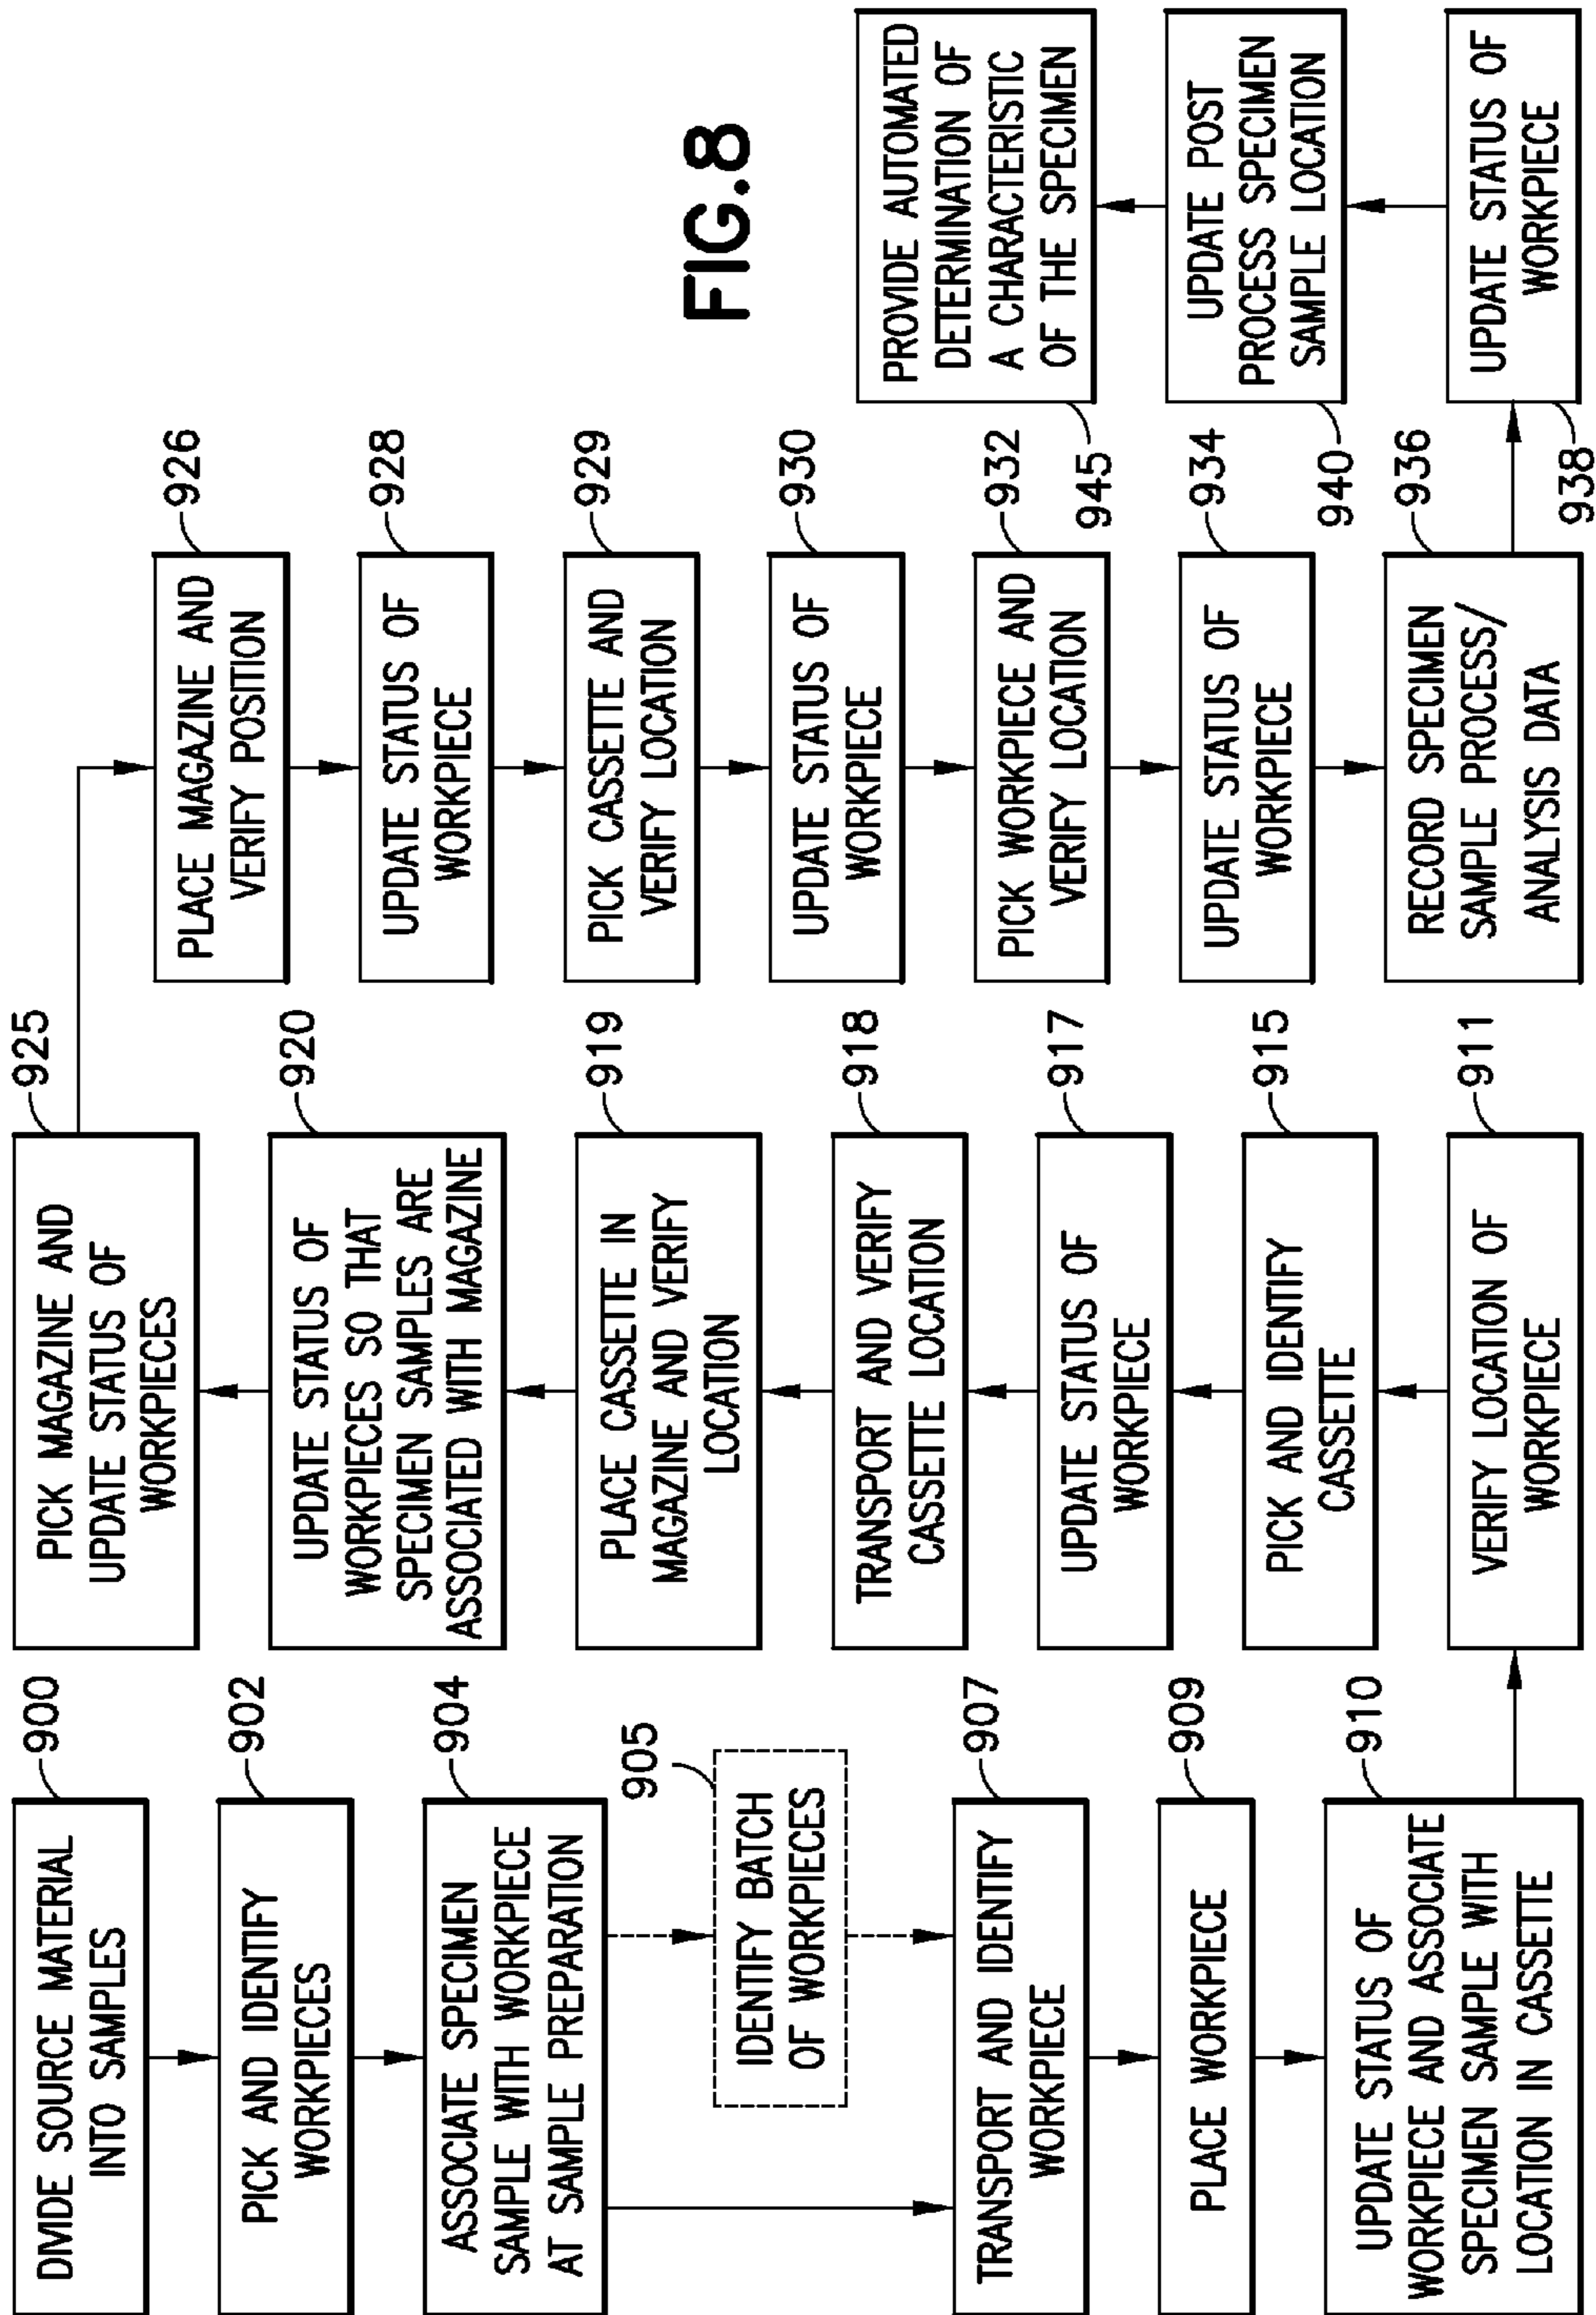 DIVIDE SOURCE MATERIAL
INTO SAMPLES
900
PICK AND IDENTIFY
WORKPIECES
902
ASSOCIATE SPECIMEN
SAMPLE WITH WORKPIECE
AT SAMPLE PREPARATION
904
905
IDENTIFY BATCH
OF WORKPIECES
TRANSPORT AND IDENTIFY
WORKPIECE
907
PLACE WORKPIECE
909
UPDATE STATUS OF
WORKPIECE AND ASSOCIATE
SPECIMEN SAMPLE WITH
LOCATION IN CASSETTE
910
VERIFY LOCATION OF
WORKPIECE
911
PICK AND IDENTIFY
CASSETTE
915
UPDATE STATUS OF
WORKPIECE
917
TRANSPORT AND VERIFY
CASSETTE LOCATION
918
PLACE CASSETTE IN
MAGAZINE AND VERIFY
LOCATION
919
UPDATE STATUS OF
WORKPIECES SO THAT
SPECIMEN SAMPLES ARE
ASSOCIATED WITH MAGAZINE
920
PICK MAGAZINE AND
UPDATE STATUS OF
WORKPIECES
925
PLACE MAGAZINE AND
VERIFY POSITION
926
UPDATE STATUS OF
WORKPIECE
928
PICK CASSETTE AND
VERIFY LOCATION
929
UPDATE STATUS OF
WORKPIECE
930
PICK WORKPIECE AND
VERIFY LOCATION
932
UPDATE STATUS OF
WORKPIECE
934
RECORD SPECIMEN
SAMPLE PROCESS/
ANALYSIS DATA
936
UPDATE STATUS OF
WORKPIECE
938
UPDATE POST
PROCESS SPECIMEN
SAMPLE LOCATION
940
PROVIDE AUTOMATED
DETERMINATION OF
A CHARACTERISTIC
OF THE SPECIMEN
945
FIG.8